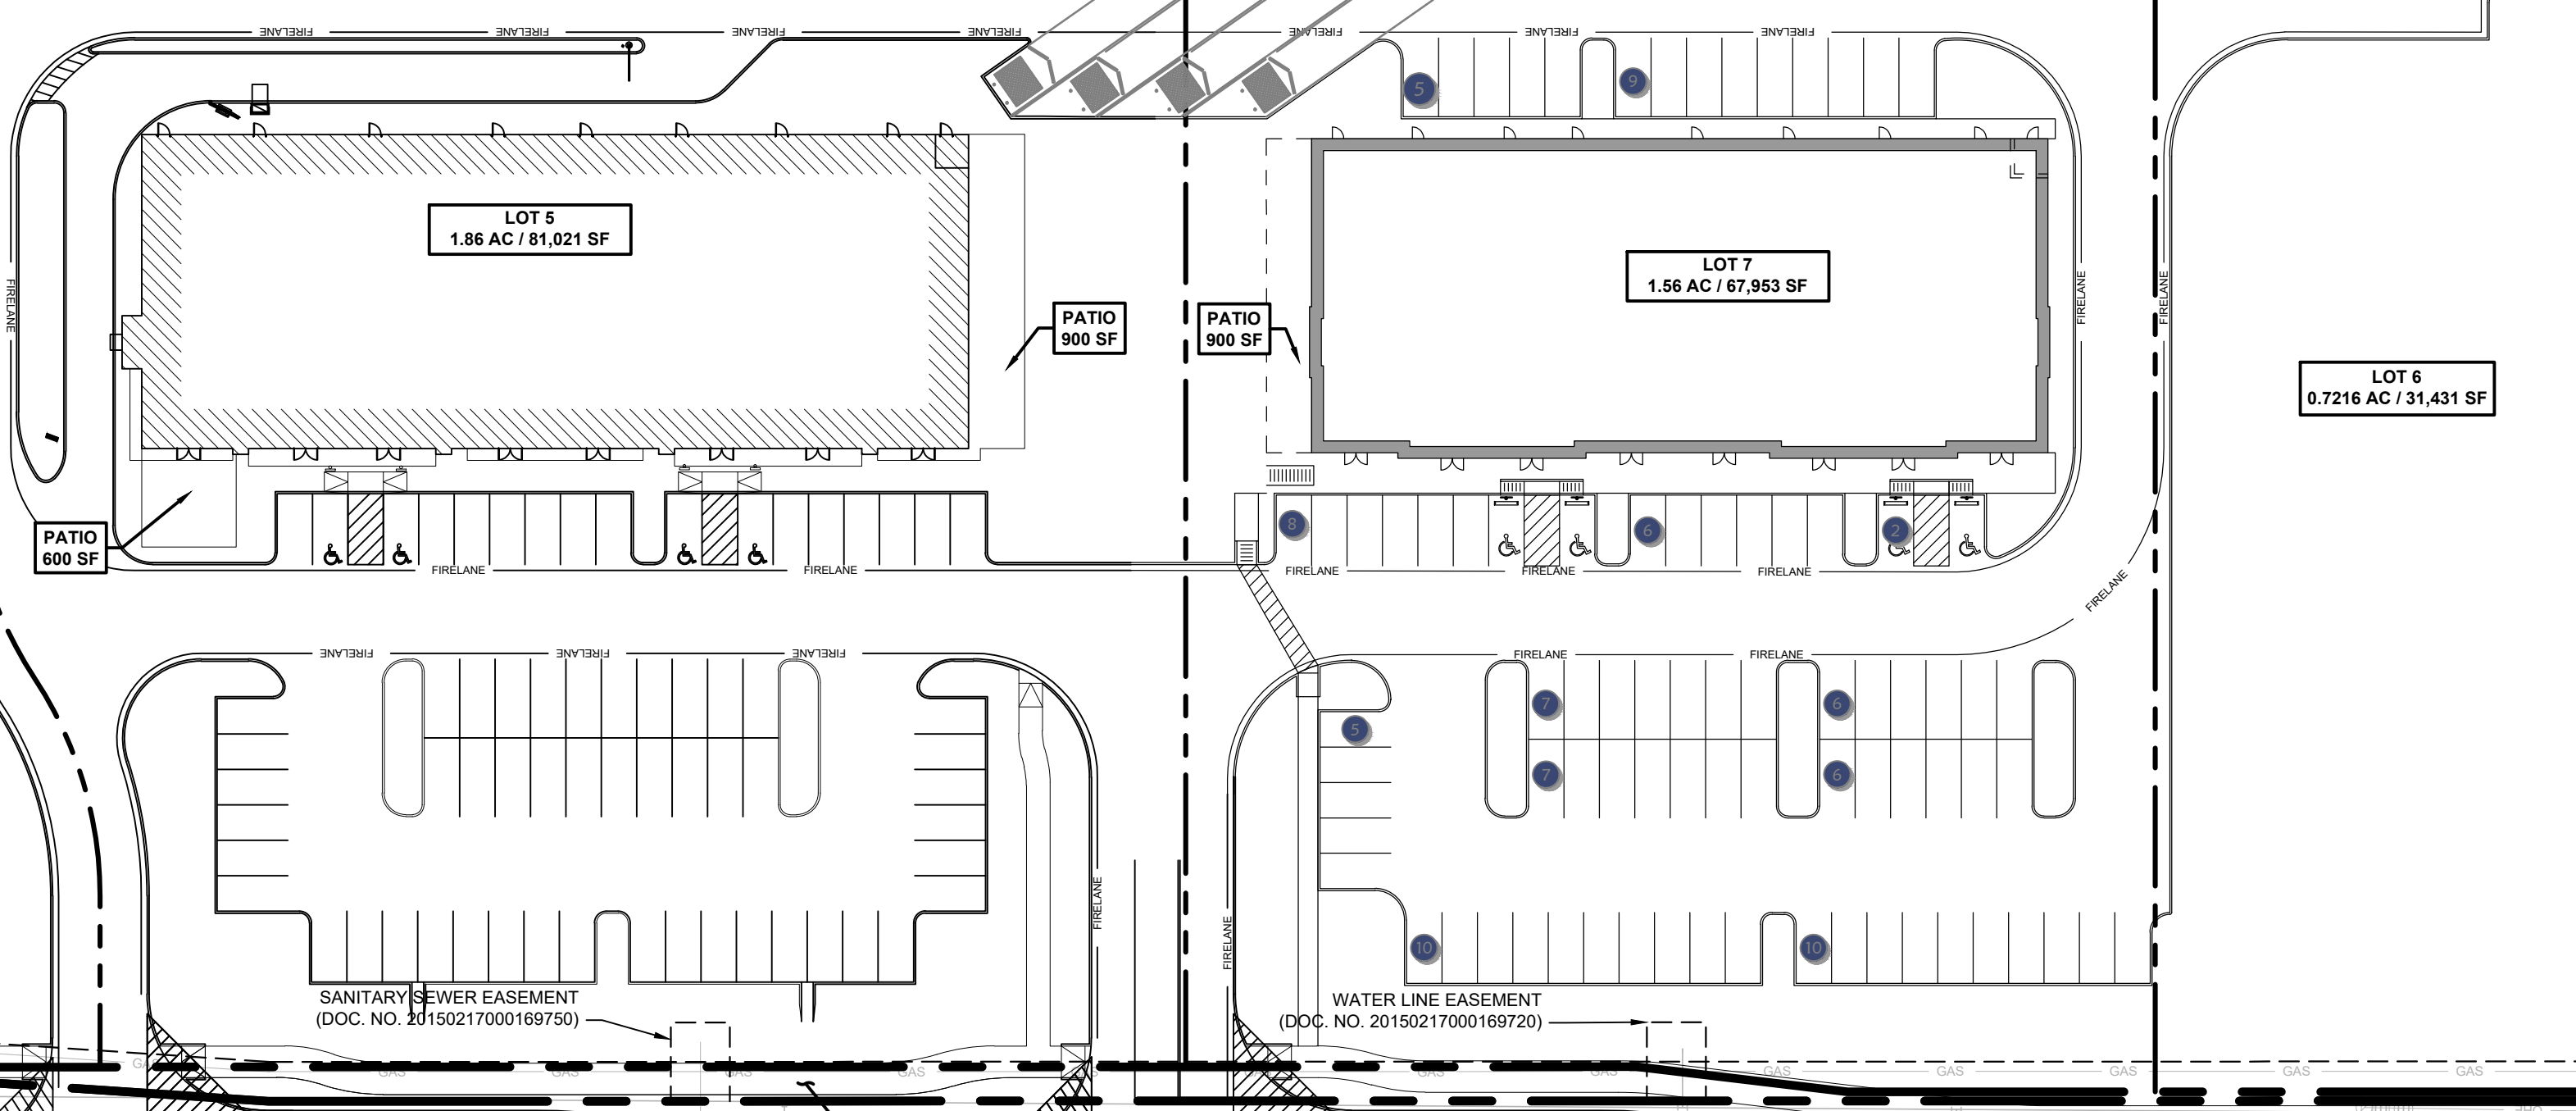 FIRELANE FIRELANE FIRELANE FIRELANE FIRELANE FIRELANE FIRELANE
5 9
LOT 5
1.86 AC / 81,021 SF
LOT 7
1.56 AC / 67,953 SF
FIRELANE
FIRELANE
FIRELANE
PATIO
900 SF
PATIO
900 SF
LOT 6
0.7216 AC / 31,431 SF
PATIO
600 SF
8 6 2
FIRELANE FIRELANE FIRELANE FIRELANE FIRELANE
FIRELANE
FIRELANE FIRELANE FIRELANE FIRELANE FIRELANE
5 7 6
7 6
FIRELANE
FIRELANE
10 10
SANITARY SEWER EASEMENT
(DOC. NO. 20150217000169750)
WATER LINE EASEMENT
(DOC. NO. 20150217000169720)
GAS GAS GAS GAS GAS GAS GAS GAS GAS GAS GAS